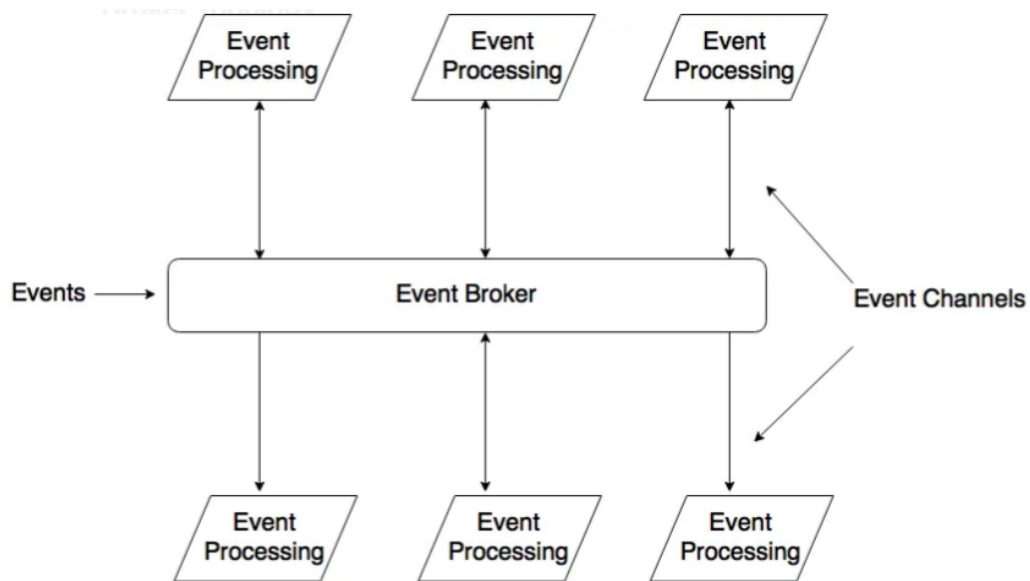 Event
Processing
Event
Processing
Event
Processing
Events
Event Broker
Event Channels
Event
Processing
Event
Processing
Event
Processing